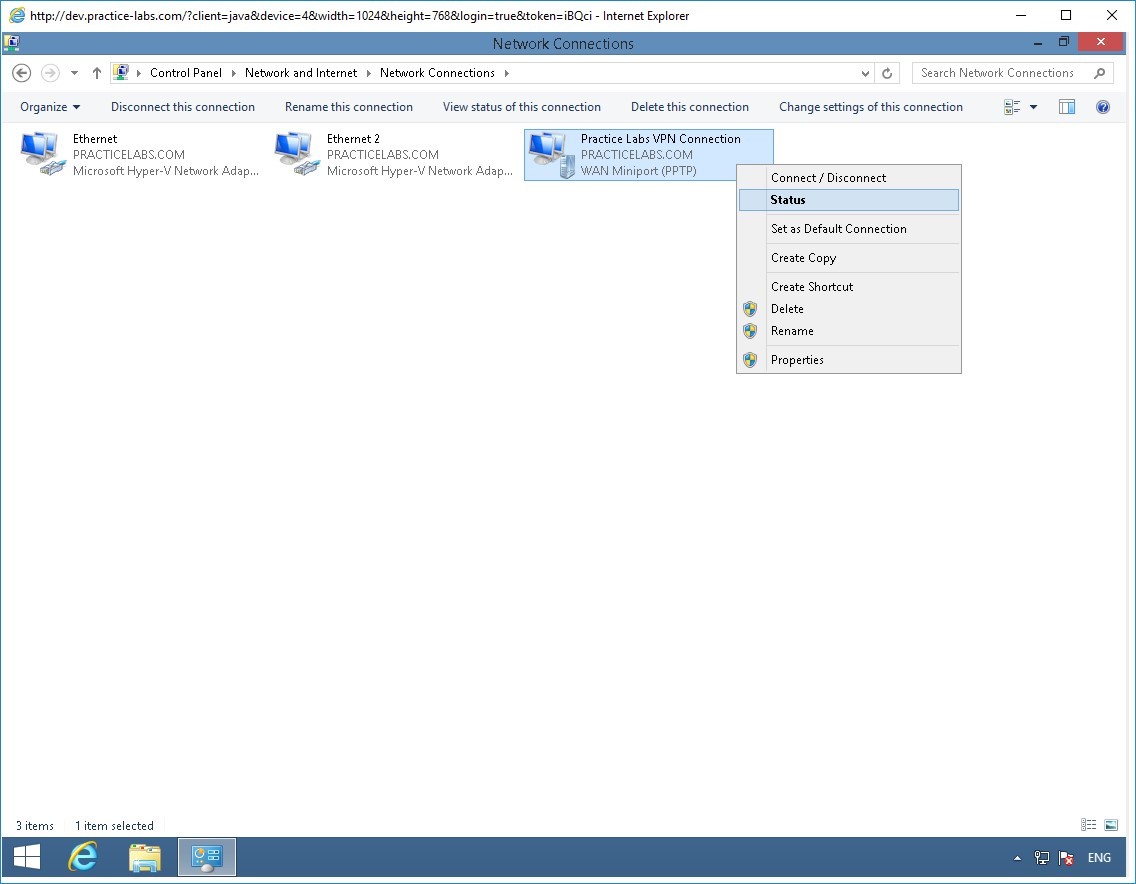 http://dev.practice-labs.com/?client=java&device=4&width=1024&height=768&login=true&token=iBQci - Internet Explorer
Network Connections
Control Panel Network and Internet Network Connections Search Network Connections
Organize Disconnect this connection Rename this connection View status of this connection Delete this connection Change settings of this connection
Ethernet
PRACTICELABS.COM
Microsoft Hyper-V Network Adap...
Ethernet 2
PRACTICELABS.COM
Microsoft Hyper-V Network Adap...
Practice Labs VPN Connection
PRACTICELABS.COM
WAN Miniport (PPTP)
Connect / Disconnect
Status
Set as Default Connection
Create Copy
Create Shortcut
Delete
Rename
Properties
3 items 1 item selected
ENG